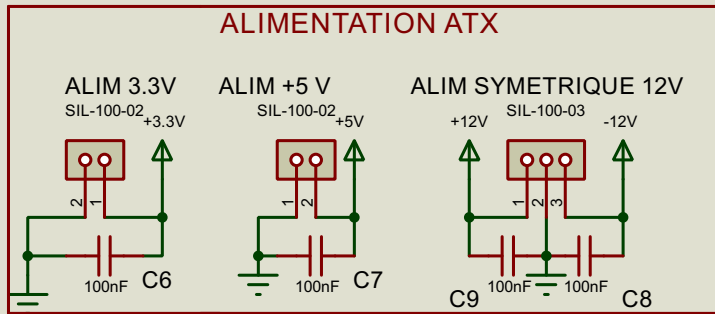 ALIMENTATION ATX
ALIM 3.3V
SIL-100-02
+3.3V
2
1
100nF
C6
ALIM +5 V
SIL-100-02
+5V
1
2
100nF
C7
ALIM SYMETRIQUE 12V
SIL-100-03
+12V
-12V
1
2
3
100nF
100nF
C9
C8